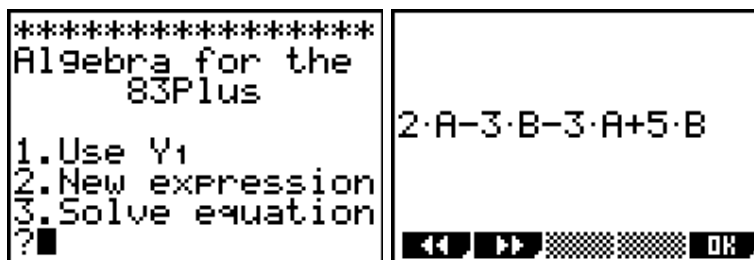 *****************
Algebra for the
83Plus
1.Use Y₁
2.New expression
3.Solve equation
?
2·A-3·B-3·A+5·B
OK